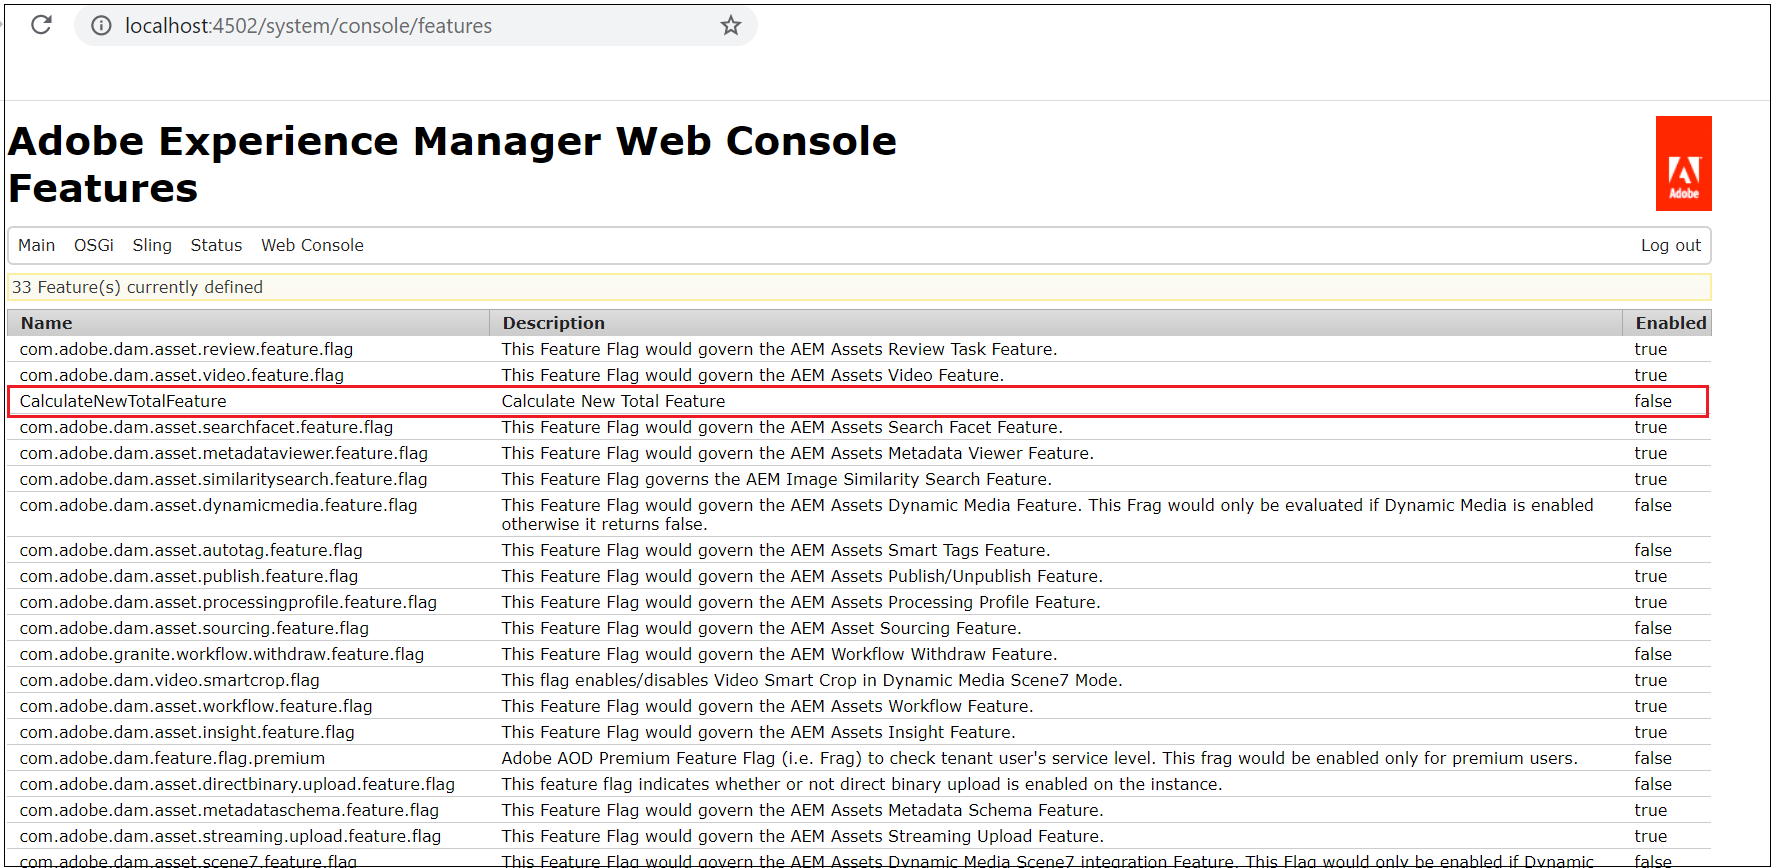 localhost:4502/system/console/features
Adobe Experience Manager Web Console
Features
Adobe
Main OSGi Sling Status Web Console Log out
33 Feature(s) currently defined
Name Description Enabled
com.adobe.dam.asset.review.feature.flag This Feature Flag would govern the AEM Assets Review Task Feature. true
com.adobe.dam.asset.video.feature.flag This Feature Flag would govern the AEM Assets Video Feature. true
CalculateNewTotalFeature Calculate New Total Feature false
com.adobe.dam.asset.searchfacet.feature.flag This Feature Flag would govern the AEM Assets Search Facet Feature. true
com.adobe.dam.asset.metadataviewer.feature.flag This Feature Flag would govern the AEM Assets Metadata Viewer Feature. true
com.adobe.dam.asset.similaritysearch.feature.flag This Feature Flag governs the AEM Image Similarity Search Feature. true
com.adobe.dam.asset.dynamicmedia.feature.flag This Feature Flag would govern the AEM Assets Dynamic Media Feature. This Frag would only be evaluated if Dynamic Media is enabled false
otherwise it returns false.
com.adobe.dam.asset.autotag.feature.flag This Feature Flag would govern the AEM Assets Smart Tags Feature. false
com.adobe.dam.asset.publish.feature.flag This Feature Flag would govern the AEM Assets Publish/Unpublish Feature. true
com.adobe.dam.asset.processingprofile.feature.flag This Feature Flag would govern the AEM Assets Processing Profile Feature. true
com.adobe.dam.asset.sourcing.feature.flag This Feature Flag would govern the AEM Asset Sourcing Feature. false
com.adobe.granite.workflow.withdraw.feature.flag This Feature Flag would govern the AEM Workflow Withdraw Feature. false
com.adobe.dam.video.smartcrop.flag This flag enables/disables Video Smart Crop in Dynamic Media Scene7 Mode. true
com.adobe.dam.asset.workflow.feature.flag This Feature Flag would govern the AEM Assets Workflow Feature. true
com.adobe.dam.asset.insight.feature.flag This Feature Flag would govern the AEM Assets Insight Feature. true
com.adobe.dam.feature.flag.premium Adobe AOD Premium Feature Flag (i.e. Frag) to check tenant user's service level. This frag would be enabled only for premium users. false
com.adobe.dam.asset.directbinary.upload.feature.flag This feature flag indicates whether or not direct binary upload is enabled on the instance. false
com.adobe.dam.asset.metadataschema.feature.flag This Feature Flag would govern the AEM Assets Metadata Schema Feature. true
com.adobe.dam.asset.streaming.upload.feature.flag This Feature Flag would govern the AEM Assets Streaming Upload Feature. true
com.adobe.dam.asset.scene7.feature.flag This Feature Flag would govern the AEM Assets Dynamic Media Scene7 integration Feature. This Flag would only be enabled if Dynamic false